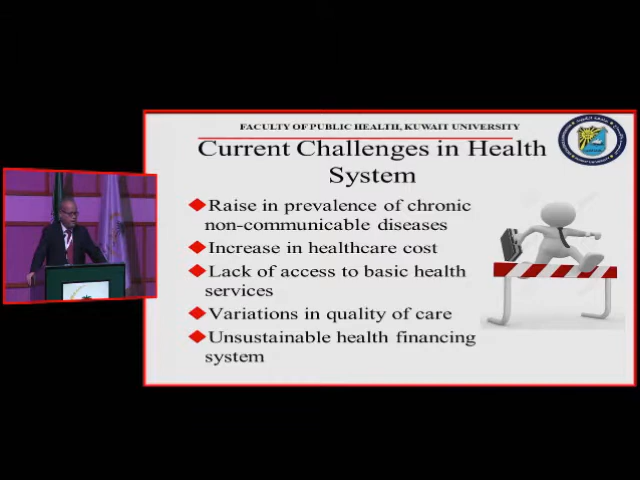 FACULTY OF PUBLIC HEALTH, KUWAIT UNIVERSITY
Current Challenges in Health
System
Raise in prevalence of chronic
non-communicable diseases
Increase in healthcare cost
Lack of access to basic health
services
Variations in quality of care
Unsustainable health financing
system